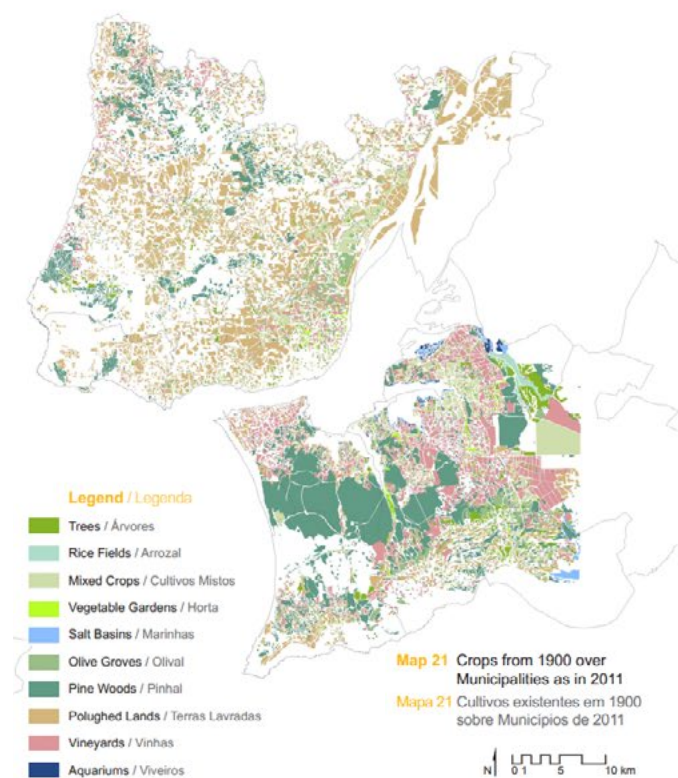 Legend / Legenda
Trees / Árvores
Rice Fields / Arrozal
Mixed Crops / Cultivos Mistos
Vegetable Gardens / Horta
Salt Basins / Marinhas
Olive Groves / Olival
Pine Woods / Pinhal
Polughed Lands / Terras Lavradas
Vineyards / Vinhas
Aquariums / Viveiros
Map 21 Crops from 1900 over
Municipalities as in 2011
Mapa 21 Cultivos existentes em 1900
sobre Municipios de 2011
N 0 1 5 10 km